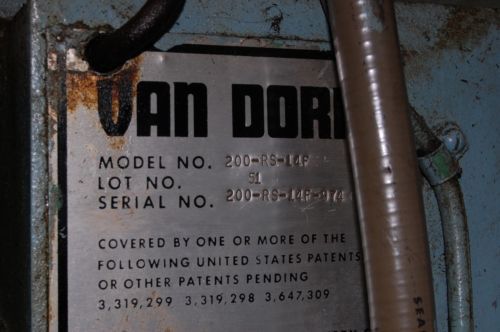 VAN DOR
MODEL NO. 200-RS-14F
LOT NO. 51
SERIAL NO. 200-RS-14F-974
COVERED BY ONE OR MORE OF THE
FOLLOWING UNITED STATES PATENTS
OR OTHER PATENTS PENDING
3,319,299 3,319,298 3,647,309
SEA